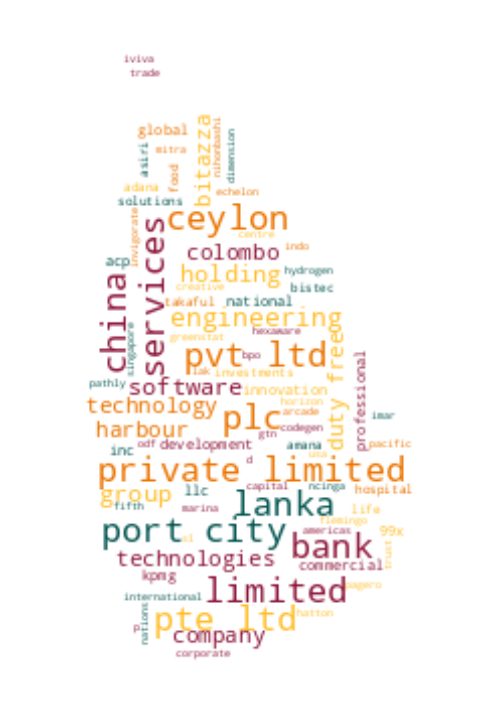 iviva
trade
global
bitazza
nihonbashi
dimension
asiri
mitra
food
adana
echelon
solutions
ceylon
services
invigorate
centre
colombo
indo
acp
holding
hydrogen
china
creative
bistec
takaful
national
engineering
singapore
hexaware
greenstat
duty free
pvt ltd
bpo
professional
lak
investments
pathly
software
innovation
technology
horizon
plc
arcade
imar
harbour
codegen
gtn
inc
odf
development
amana
pacific
usa
d
private limited
group
llc
capital
ncinga
hospital
fifth
marina
lanka
life
flemingo
port city
sl
americas
99x
bank
trust
technologies
commercial
kpmg
limited
pagero
international
nations
pte ltd
hatton
p
company
corporate